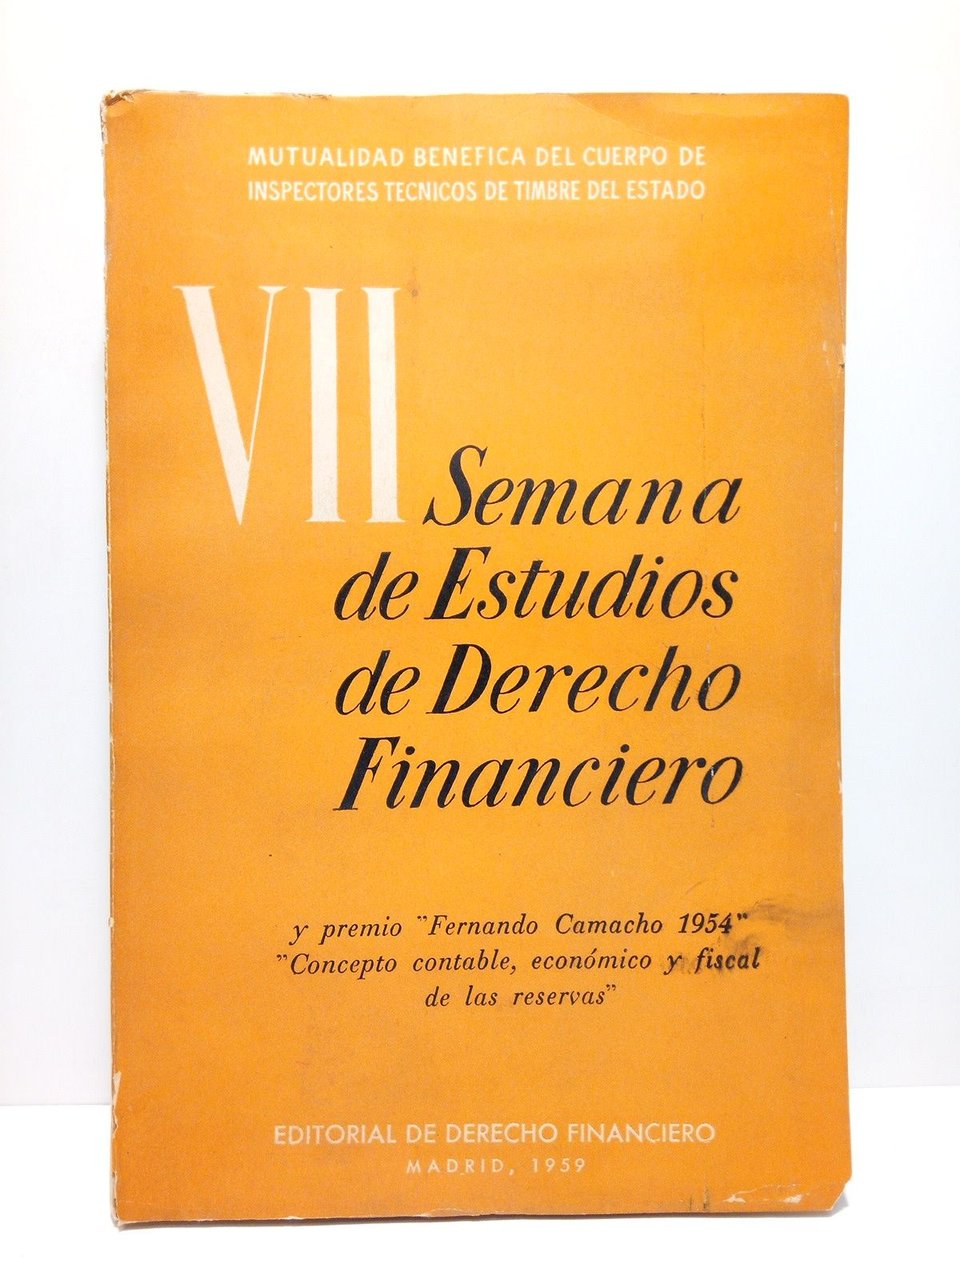 MUTUALIDAD BENEFICA DEL CUERPO DE
INSPECTORES TECNICOS DE TIMBRE DEL ESTADO
VII Semana
de Estudios
de Derecho
Financiero
y premio "Fernando Camacho 1954"
"Concepto contable, económico y fiscal
de las reservas"
EDITORIAL DE DERECHO FINANCIERO
MADRID, 1959